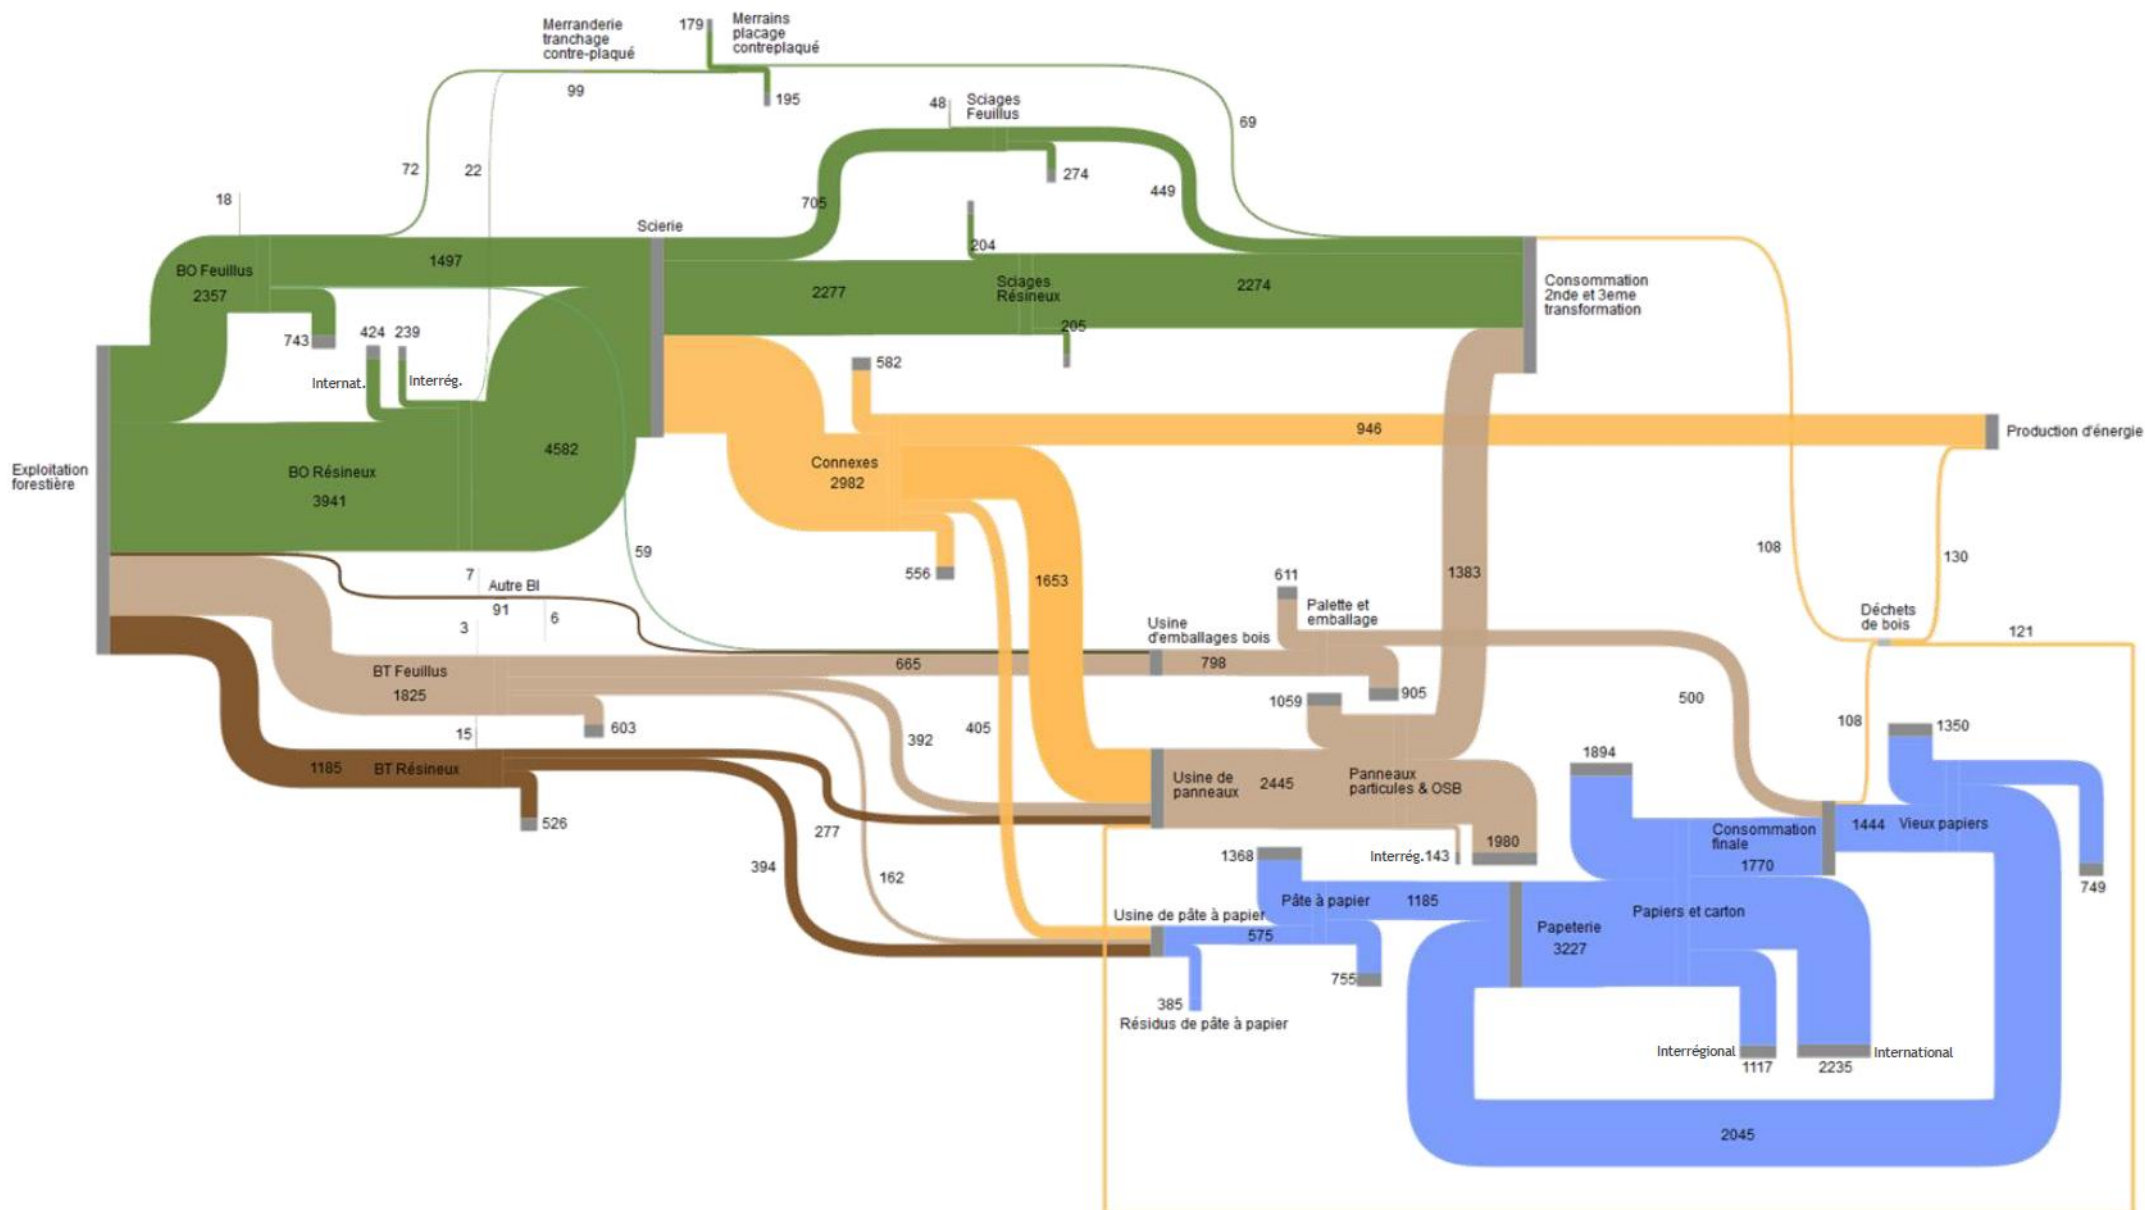 Merranderie
tranchage
contre-plaqué
179
Merrains
placage
contreplaqué
99
195
48
Sciages
Feuillus
69
72
22
274
18
705
449
Scierie
204
BO Feuillus
2357
1497
2277
Sciages
Résineux
2274
Consommation
2nde et 3eme
transformation
205
743
424
239
Internat.
Interrég.
582
946
Production d'énergie
4582
Exploitation
forestière
BO Résineux
3941
Connexes
2982
59
556
1653
1383
108
130
7
Autre BI
91
6
3
611
Palette et
emballage
Déchets
de bois
121
Usine
d'emballages bois
BT Feuillus
1825
665
798
603
905
500
108
1059
15
392
405
1350
1894
1185
BT Résineux
Usine de
panneaux
2445
Panneaux
particules & OSB
526
277
1980
Consommation
finale
1770
1444
Vieux papiers
1368
Interrég.
143
394
162
749
Pâte à papier
1185
Usine de pâte à papier
575
Papeterie
3227
Papiers et carton
755
385
Résidus de pâte à papier
Interrégional
1117
International
2235
2045